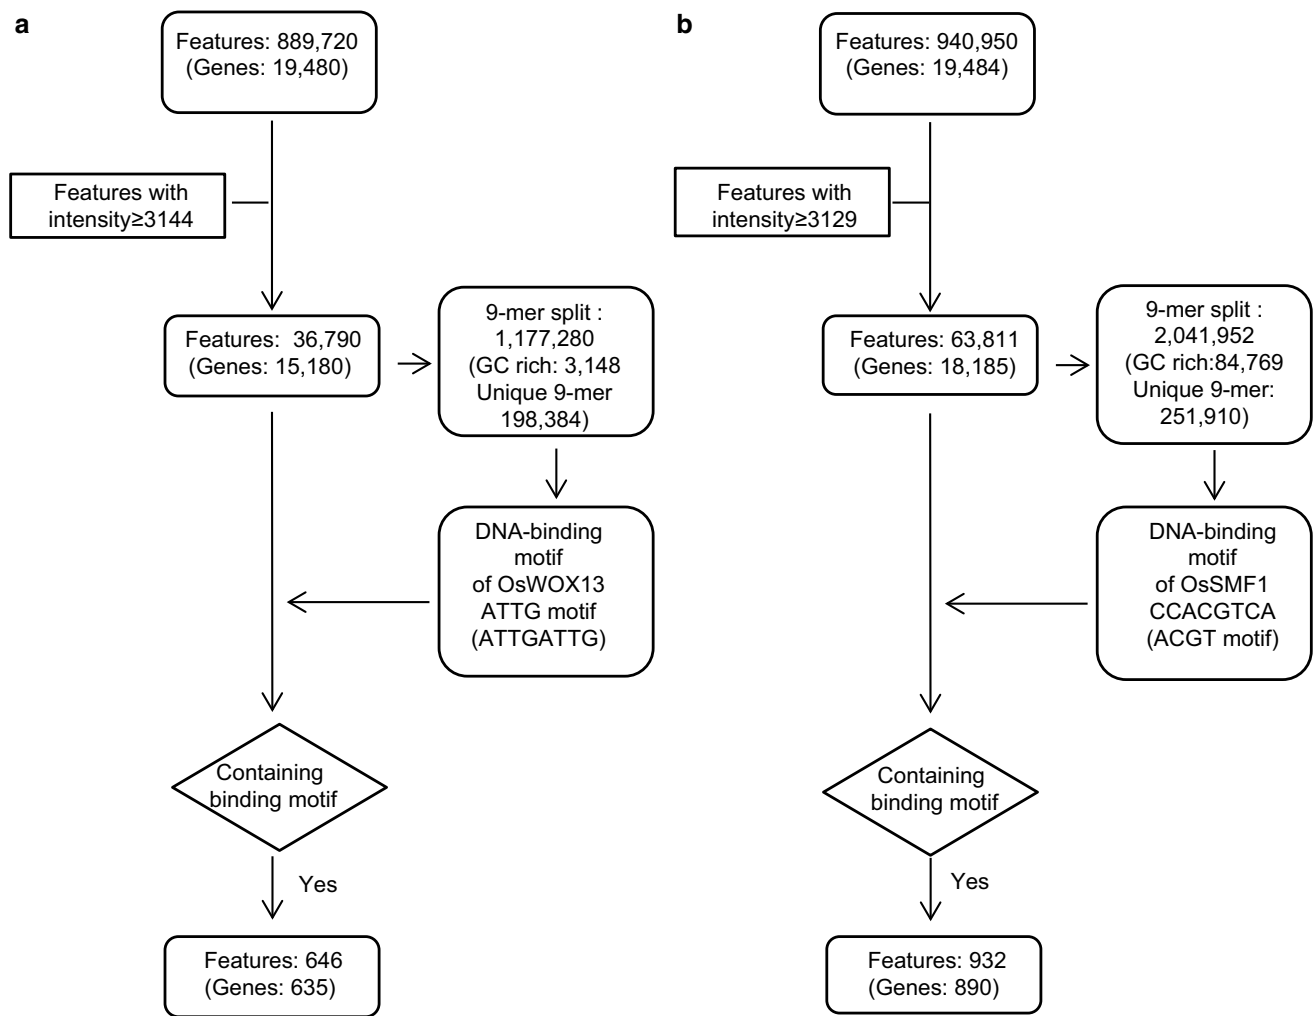 a
Features: 889,720
(Genes: 19,480)
Features with
intensity≥3144
Features: 36,790
(Genes: 15,180)
9-mer split :
1,177,280
(GC rich: 3,148
Unique 9-mer
198,384)
DNA-binding
motif
of OsWOX13
ATTG motif
(ATTGATTG)
Containing
binding motif
Yes
Features: 646
(Genes: 635)
b
Features: 940,950
(Genes: 19,484)
Features with
intensity≥3129
Features: 63,811
(Genes: 18,185)
9-mer split :
2,041,952
(GC rich:84,769
Unique 9-mer:
251,910)
DNA-binding
motif
of OsSMF1
CCACGTCA
(ACGT motif)
Containing
binding motif
Yes
Features: 932
(Genes: 890)